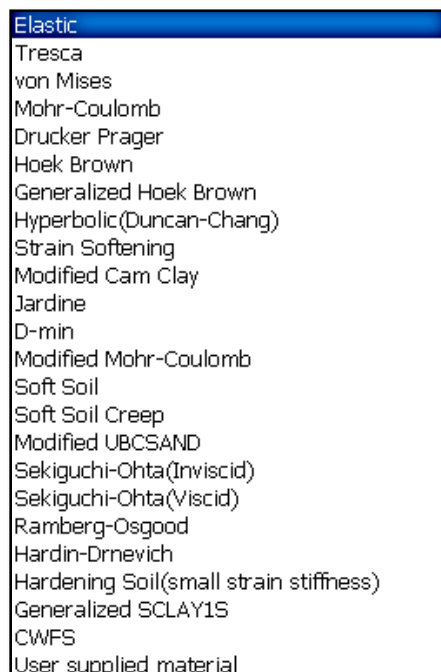 Elastic
Tresca
von Mises
Mohr-Coulomb
Drucker Prager
Hoek Brown
Generalized Hoek Brown
Hyperbolic(Duncan-Chang)
Strain Softening
Modified Cam Clay
Jardine
D-min
Modified Mohr-Coulomb
Soft Soil
Soft Soil Creep
Modified UBCSAND
Sekiguchi-Ohta(Inviscid)
Sekiguchi-Ohta(Viscid)
Ramberg-Osgood
Hardin-Drnevich
Hardening Soil(small strain stiffness)
Generalized SCLAY1S
CWFS
User supplied material